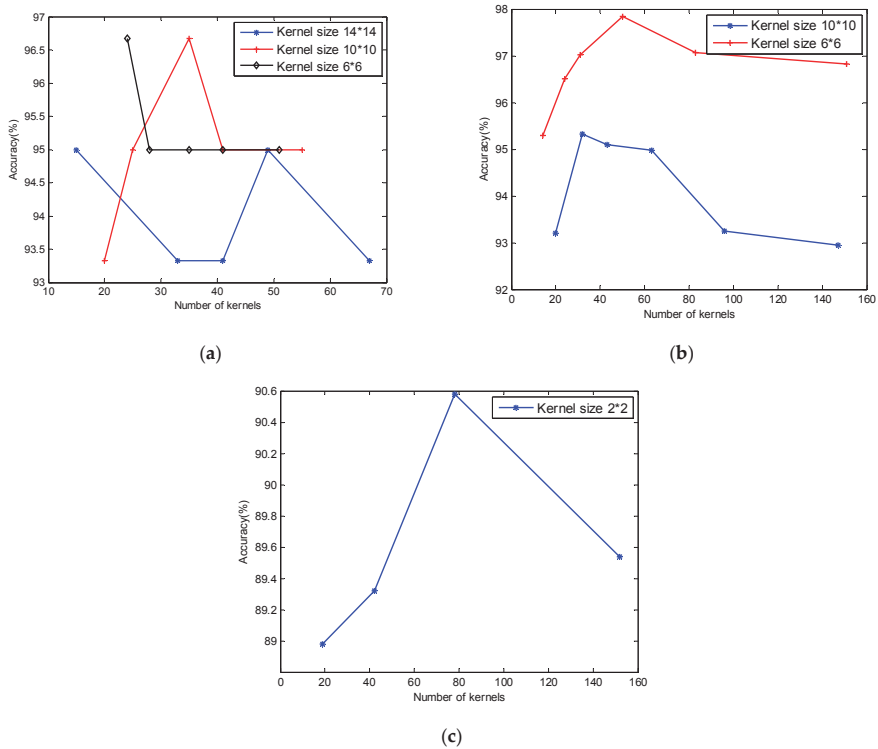 97
96.5
96
95.5
95
94.5
94
93.5
93
10 20 30 40 50 60 70
Accuracy(%)
Number of kernels
Kernel size 14*14
Kernel size 10*10
Kernel size 6*6
(a)
98
97
96
95
94
93
92
0 20 40 60 80 100 120 140 160
Accuracy(%)
Number of kernels
Kernel size 10*10
Kernel size 6*6
(b)
90.6
90.4
90.2
90
89.8
89.6
89.4
89.2
89
0 20 40 60 80 100 120 140 160
Accuracy(%)
Number of kernels
Kernel size 2*2
(c)